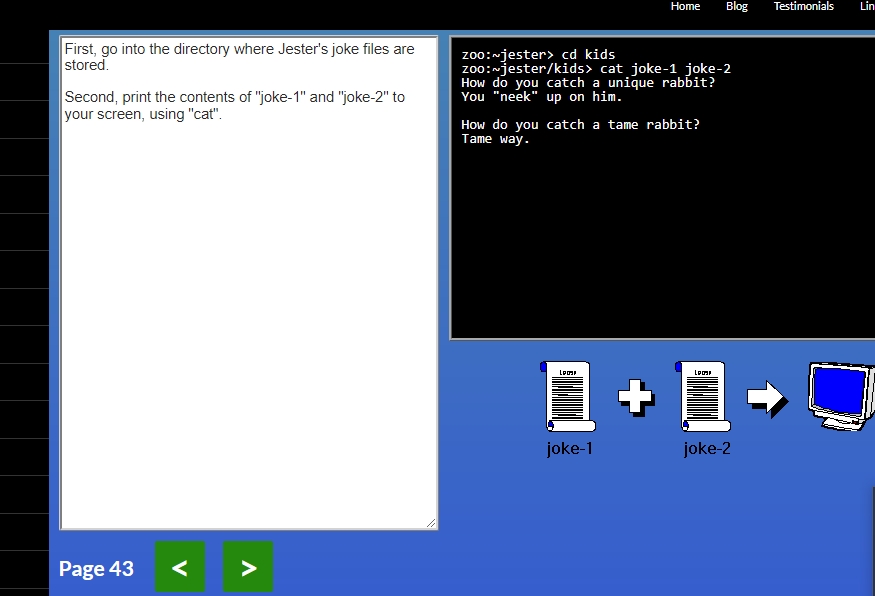 Home Blog Testimonials Lin
First, go into the directory where Jester's joke files are
stored.
Second, print the contents of "joke-1" and "joke-2" to
your screen, using "cat".
zoo:~jester> cd kids
zoo:~jester/kids> cat joke-1 joke-2
How do you catch a unique rabbit?
You "neek" up on him.
How do you catch a tame rabbit?
Tame way.
joke-1
joke-2
Page 43
<
>